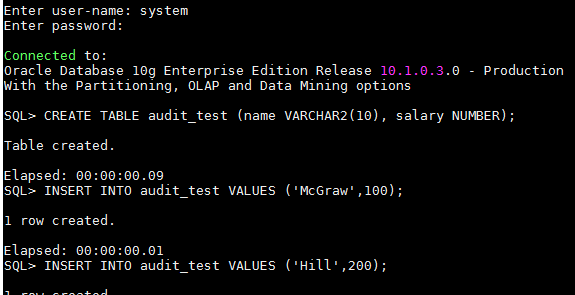 Enter user-name: system
Enter password:
Connected to:
Oracle Database 10g Enterprise Edition Release 10.1.0.3.0 - Production
With the Partitioning, OLAP and Data Mining options
SQL> CREATE TABLE audit_test (name VARCHAR2(10), salary NUMBER);
Table created.
Elapsed: 00:00:00.09
SQL> INSERT INTO audit_test VALUES ('McGraw',100);
1 row created.
Elapsed: 00:00:00.01
SQL> INSERT INTO audit_test VALUES ('Hill',200);
1 row created